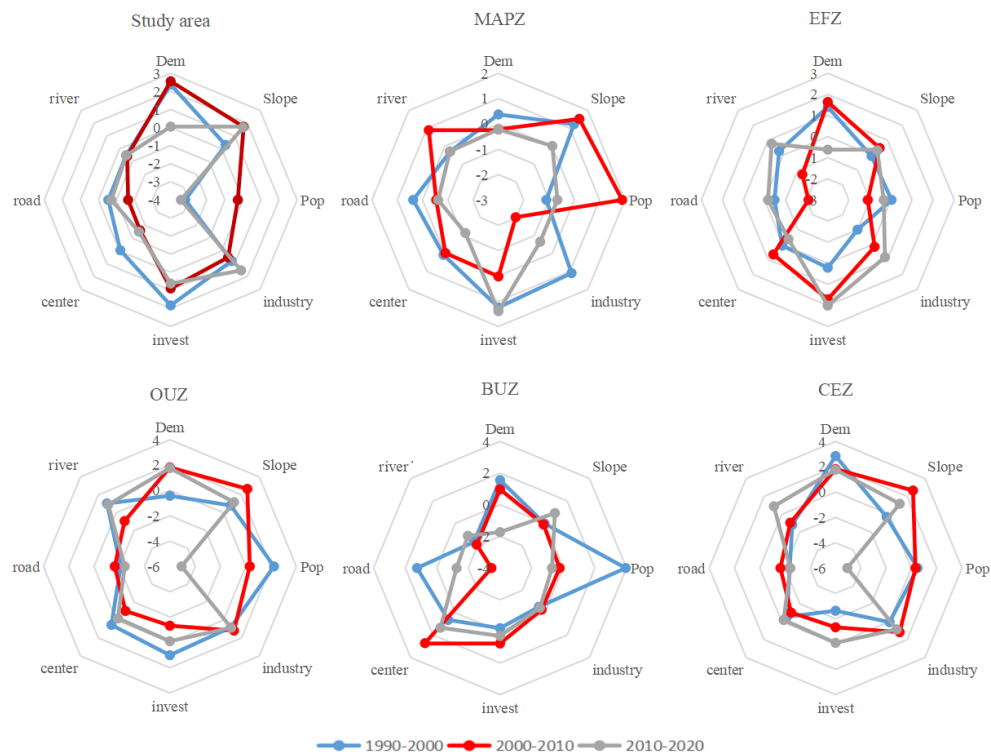 Study area
Dem
Slope
Pop
industry
invest
center
road
river
3
2
1
0
-1
-2
-3
-4
MAPZ
Dem
Slope
Pop
industry
invest
center
road
river
2
1
0
-1
-2
-3
EFZ
Dem
Slope
Pop
industry
invest
center
road
river
3
2
1
0
-1
-2
-3
OUZ
Dem
Slope
Pop
industry
invest
center
road
river
4
2
0
-2
-4
-6
BUZ
Dem
Slope
Pop
industry
invest
center
road
river
4
2
0
-2
-4
CEZ
Dem
Slope
Pop
industry
invest
center
road
river
4
2
0
-2
-4
-6
1990-2000 2000-2010 2010-2020